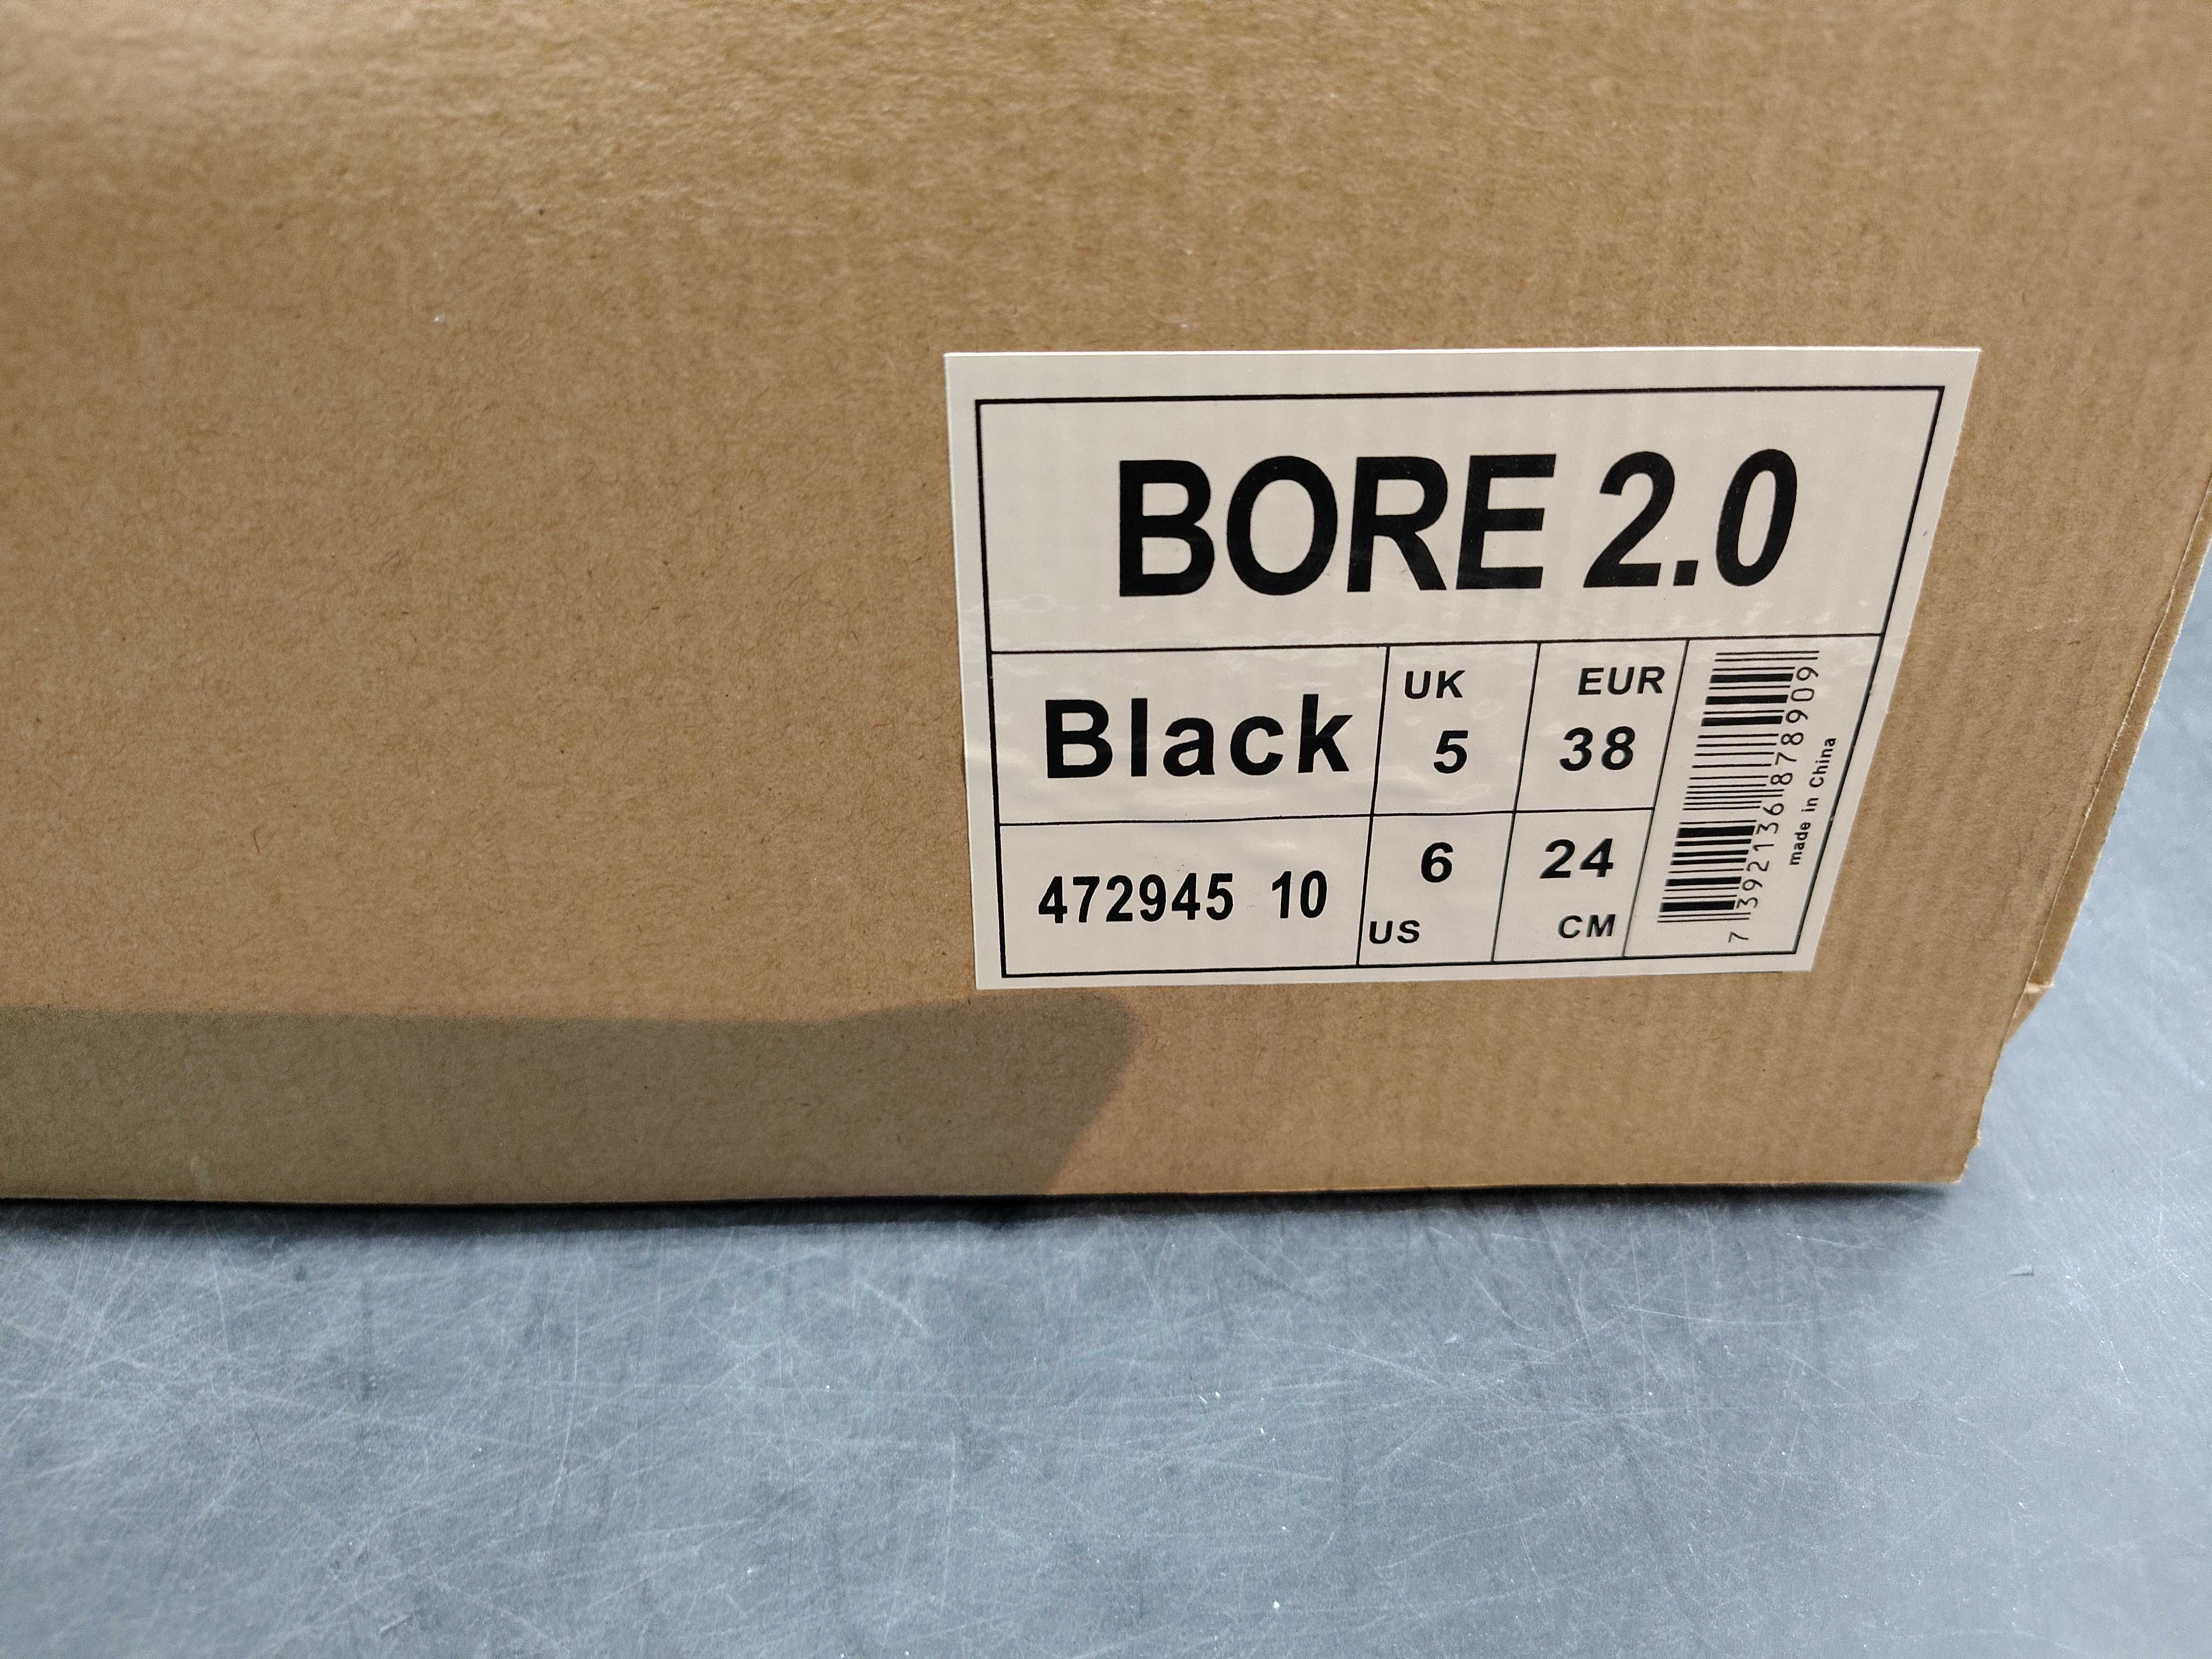 BORE 2.0
Black
UK
5
EUR
38
472945 10
6
US
24
CM
7 392136 878909
made in China